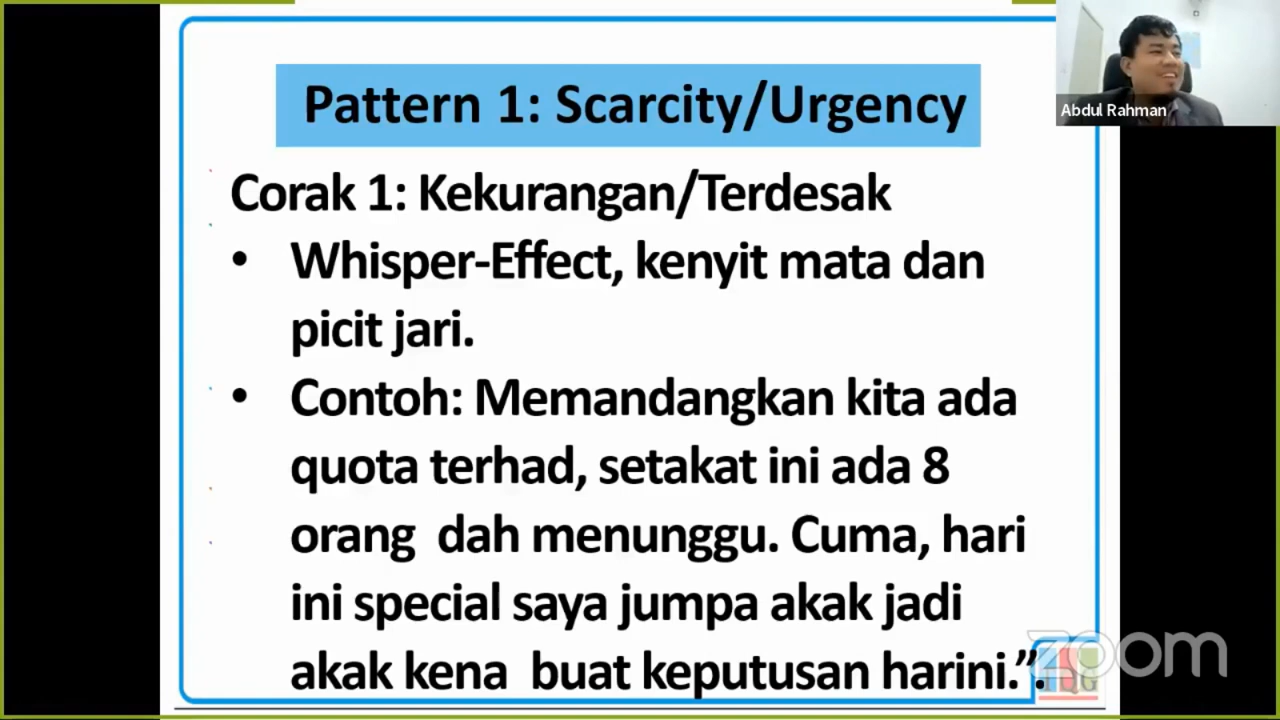 Pattern 1: Scarcity/Urgency
Abdul Rahman
Corak 1: Kekurangan/Terdesak
• Whisper-Effect, kenyit mata dan
picit jari.
• Contoh: Memandangkan kita ada
quota terhad, setakat ini ada 8
orang dah menunggu. Cuma, hari
ini special saya jumpa akak jadi
akak kena buat keputusan harini.”.
zoom